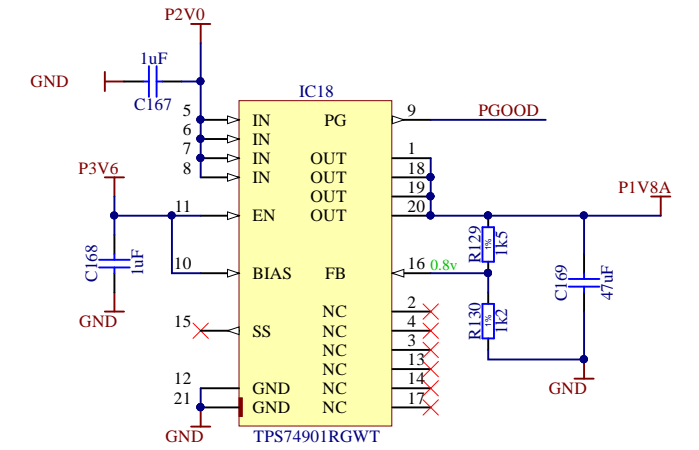 P2V0
1uF
GND
C167
IC18
5 IN PG 9 PGOOD
6 IN
7 IN OUT 1
8 IN OUT 18
OUT 19
P3V6
P1V8A
11 EN OUT 20
R129 1% 1k5
C168 1uF
10 BIAS FB 16 0.8v
C169 47uF
R130 1% 1k2
NC 2
15 SS NC 4
NC 3
GND
NC 13
12 GND NC 14
21 GND NC 17
GND
GND
TPS74901RGWT